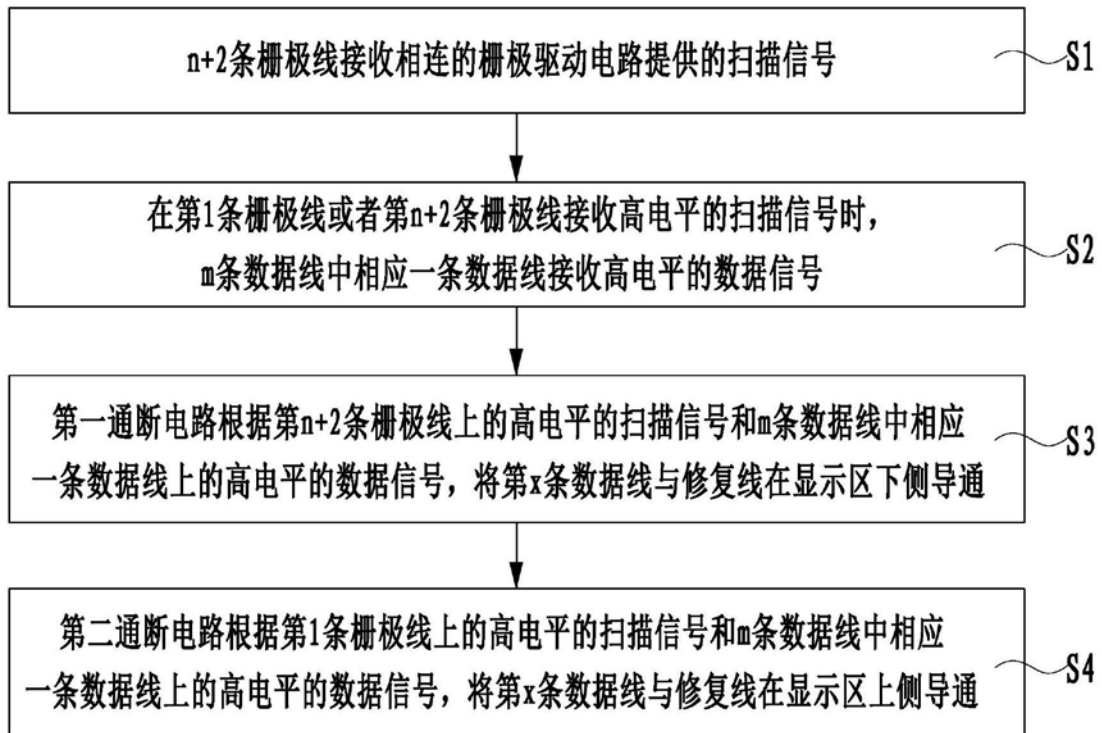 n+2条栅极线接收相连的栅极驱动电路提供的扫描信号
S1
在第1条栅极线或者第n+2条栅极线接收高电平的扫描信号时，
m条数据线中相应一条数据线接收高电平的数据信号
S2
第一通断电路根据第n+2条栅极线上的高电平的扫描信号和m条数据线中相应
一条数据线上的高电平的数据信号，将第x条数据线与修复线在显示区下侧导通
S3
第二通断电路根据第1条栅极线上的高电平的扫描信号和m条数据线中相应
一条数据线上的高电平的数据信号，将第x条数据线与修复线在显示区上侧导通
S4